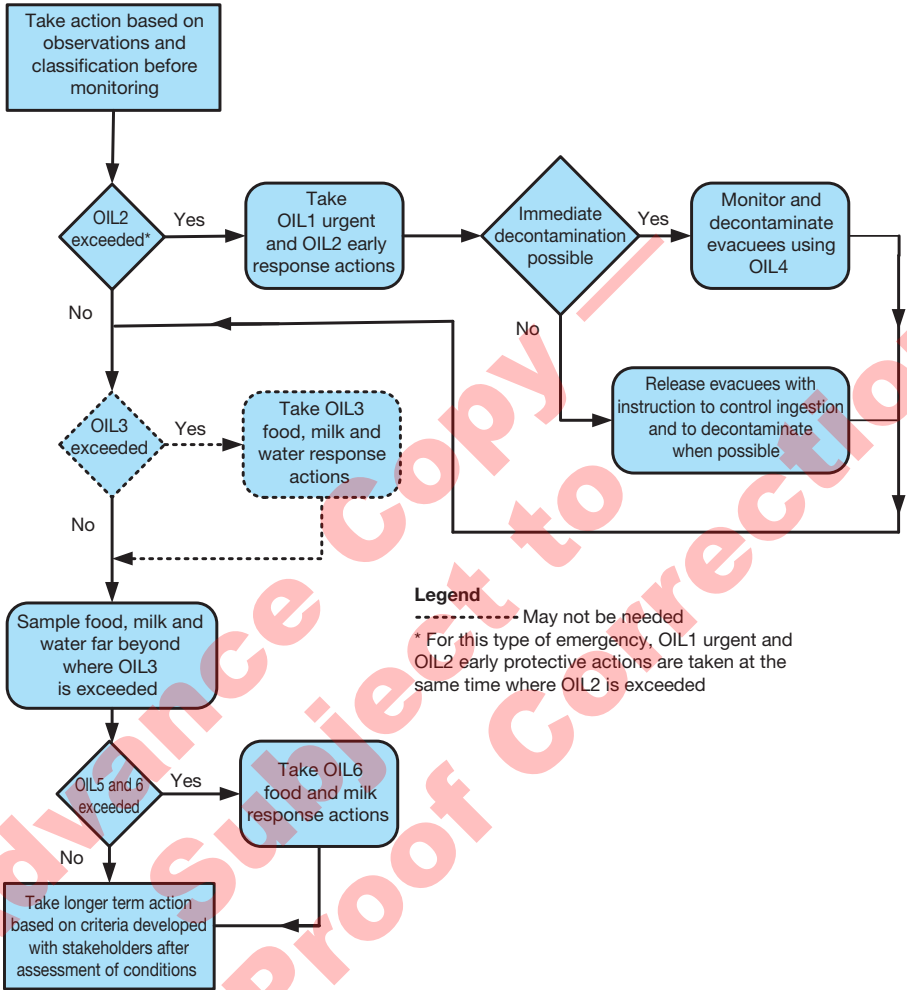 Take action based on
observations and
classification before
monitoring
OIL2
exceeded*
Yes
Take
OIL1 urgent
and OIL2 early
response actions
Immediate
decontamination
possible
Yes
Monitor and
decontaminate
evacuees using
OIL4
No
No
Release evacuees with
instruction to control ingestion
and to decontaminate
when possible
OIL3
exceeded
Yes
Take OIL3
food, milk and
water response
actions
No
Legend
May not be needed
* For this type of emergency, OIL1 urgent and
OIL2 early protective actions are taken at the
same time where OIL2 is exceeded
Sample food, milk and
water far beyond
where OIL3
is exceeded
OIL5 and 6
exceeded
Yes
Take OIL6
food and milk
response actions
No
Take longer term action
based on criteria developed
with stakeholders after
assessment of conditions
Advance Copy —
Subject to
Proof Correction